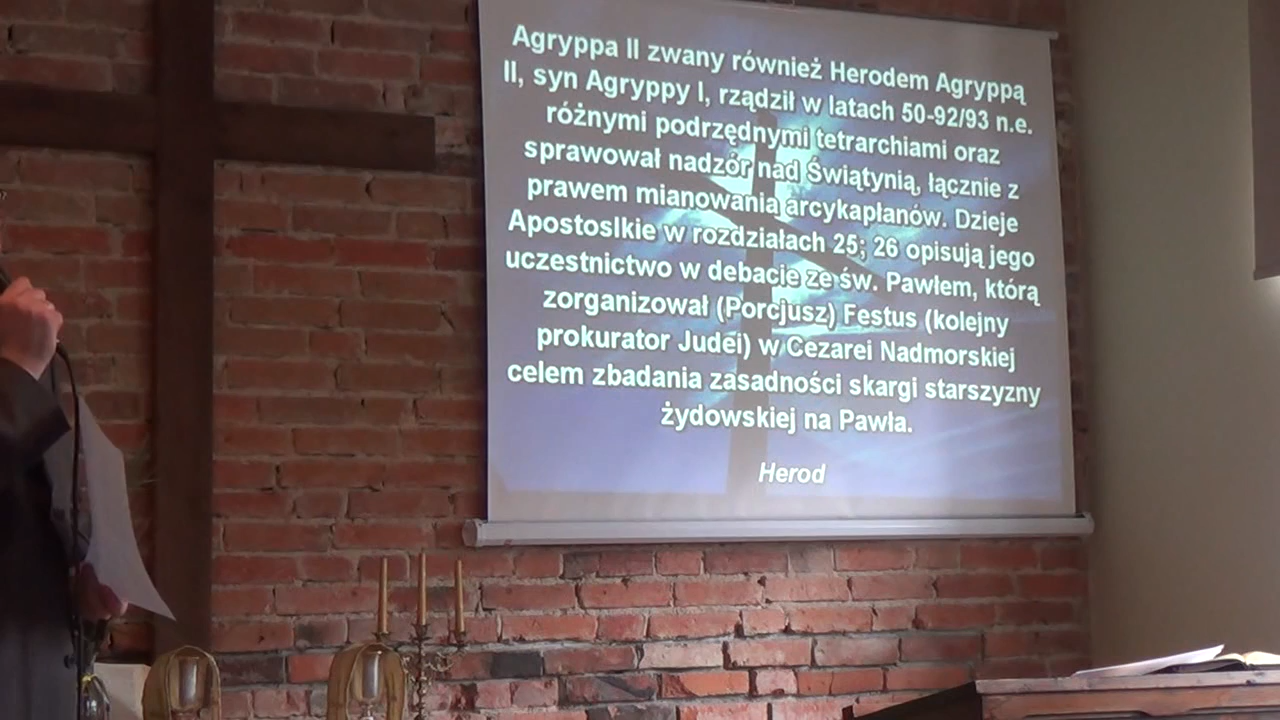 Agryppa II zwany również Herodem Agryppą
II, syn Agryppy I, rządził w latach 50-92/93 n.e.
różnymi podrzędnymi tetrarchiami oraz
sprawował nadzór nad Świątynią, łącznie z
prawem mianowania arcykapłanów. Dzieje
Apostoslkie w rozdziałach 25; 26 opisują jego
uczestnictwo w debacie ze św. Pawłem, którą
zorganizował (Porcjusz) Festus (kolejny
prokurator Judei) w Cezarei Nadmorskiej
celem zbadania zasadności skargi starszyzny
żydowskiej na Pawła.
Herod